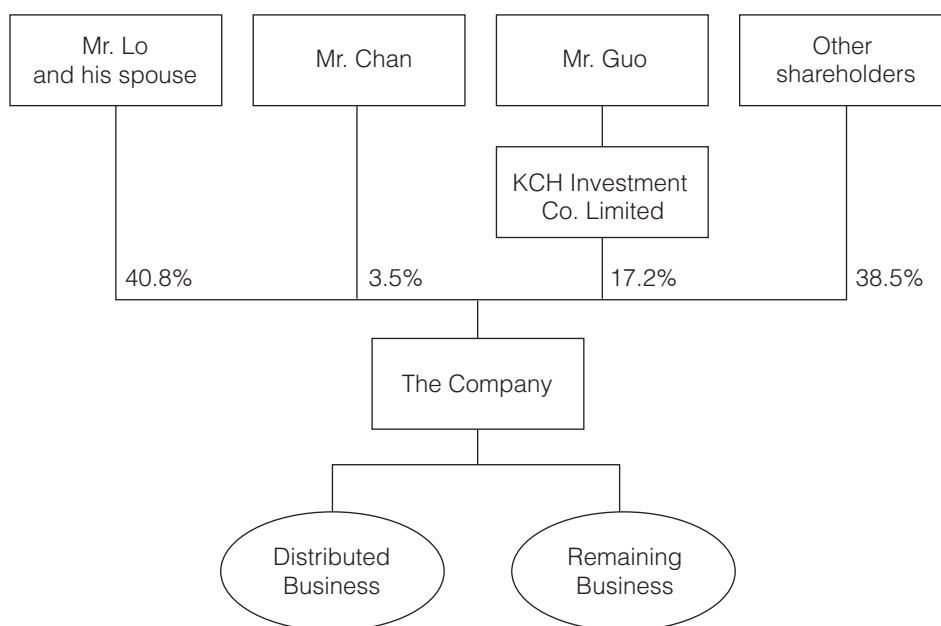 Mr. Lo
and his spouse
Mr. Chan
Mr. Guo
Other
shareholders
KCH Investment
Co. Limited
40.8%
3.5%
17.2%
38.5%
The Company
Distributed
Business
Remaining
Business